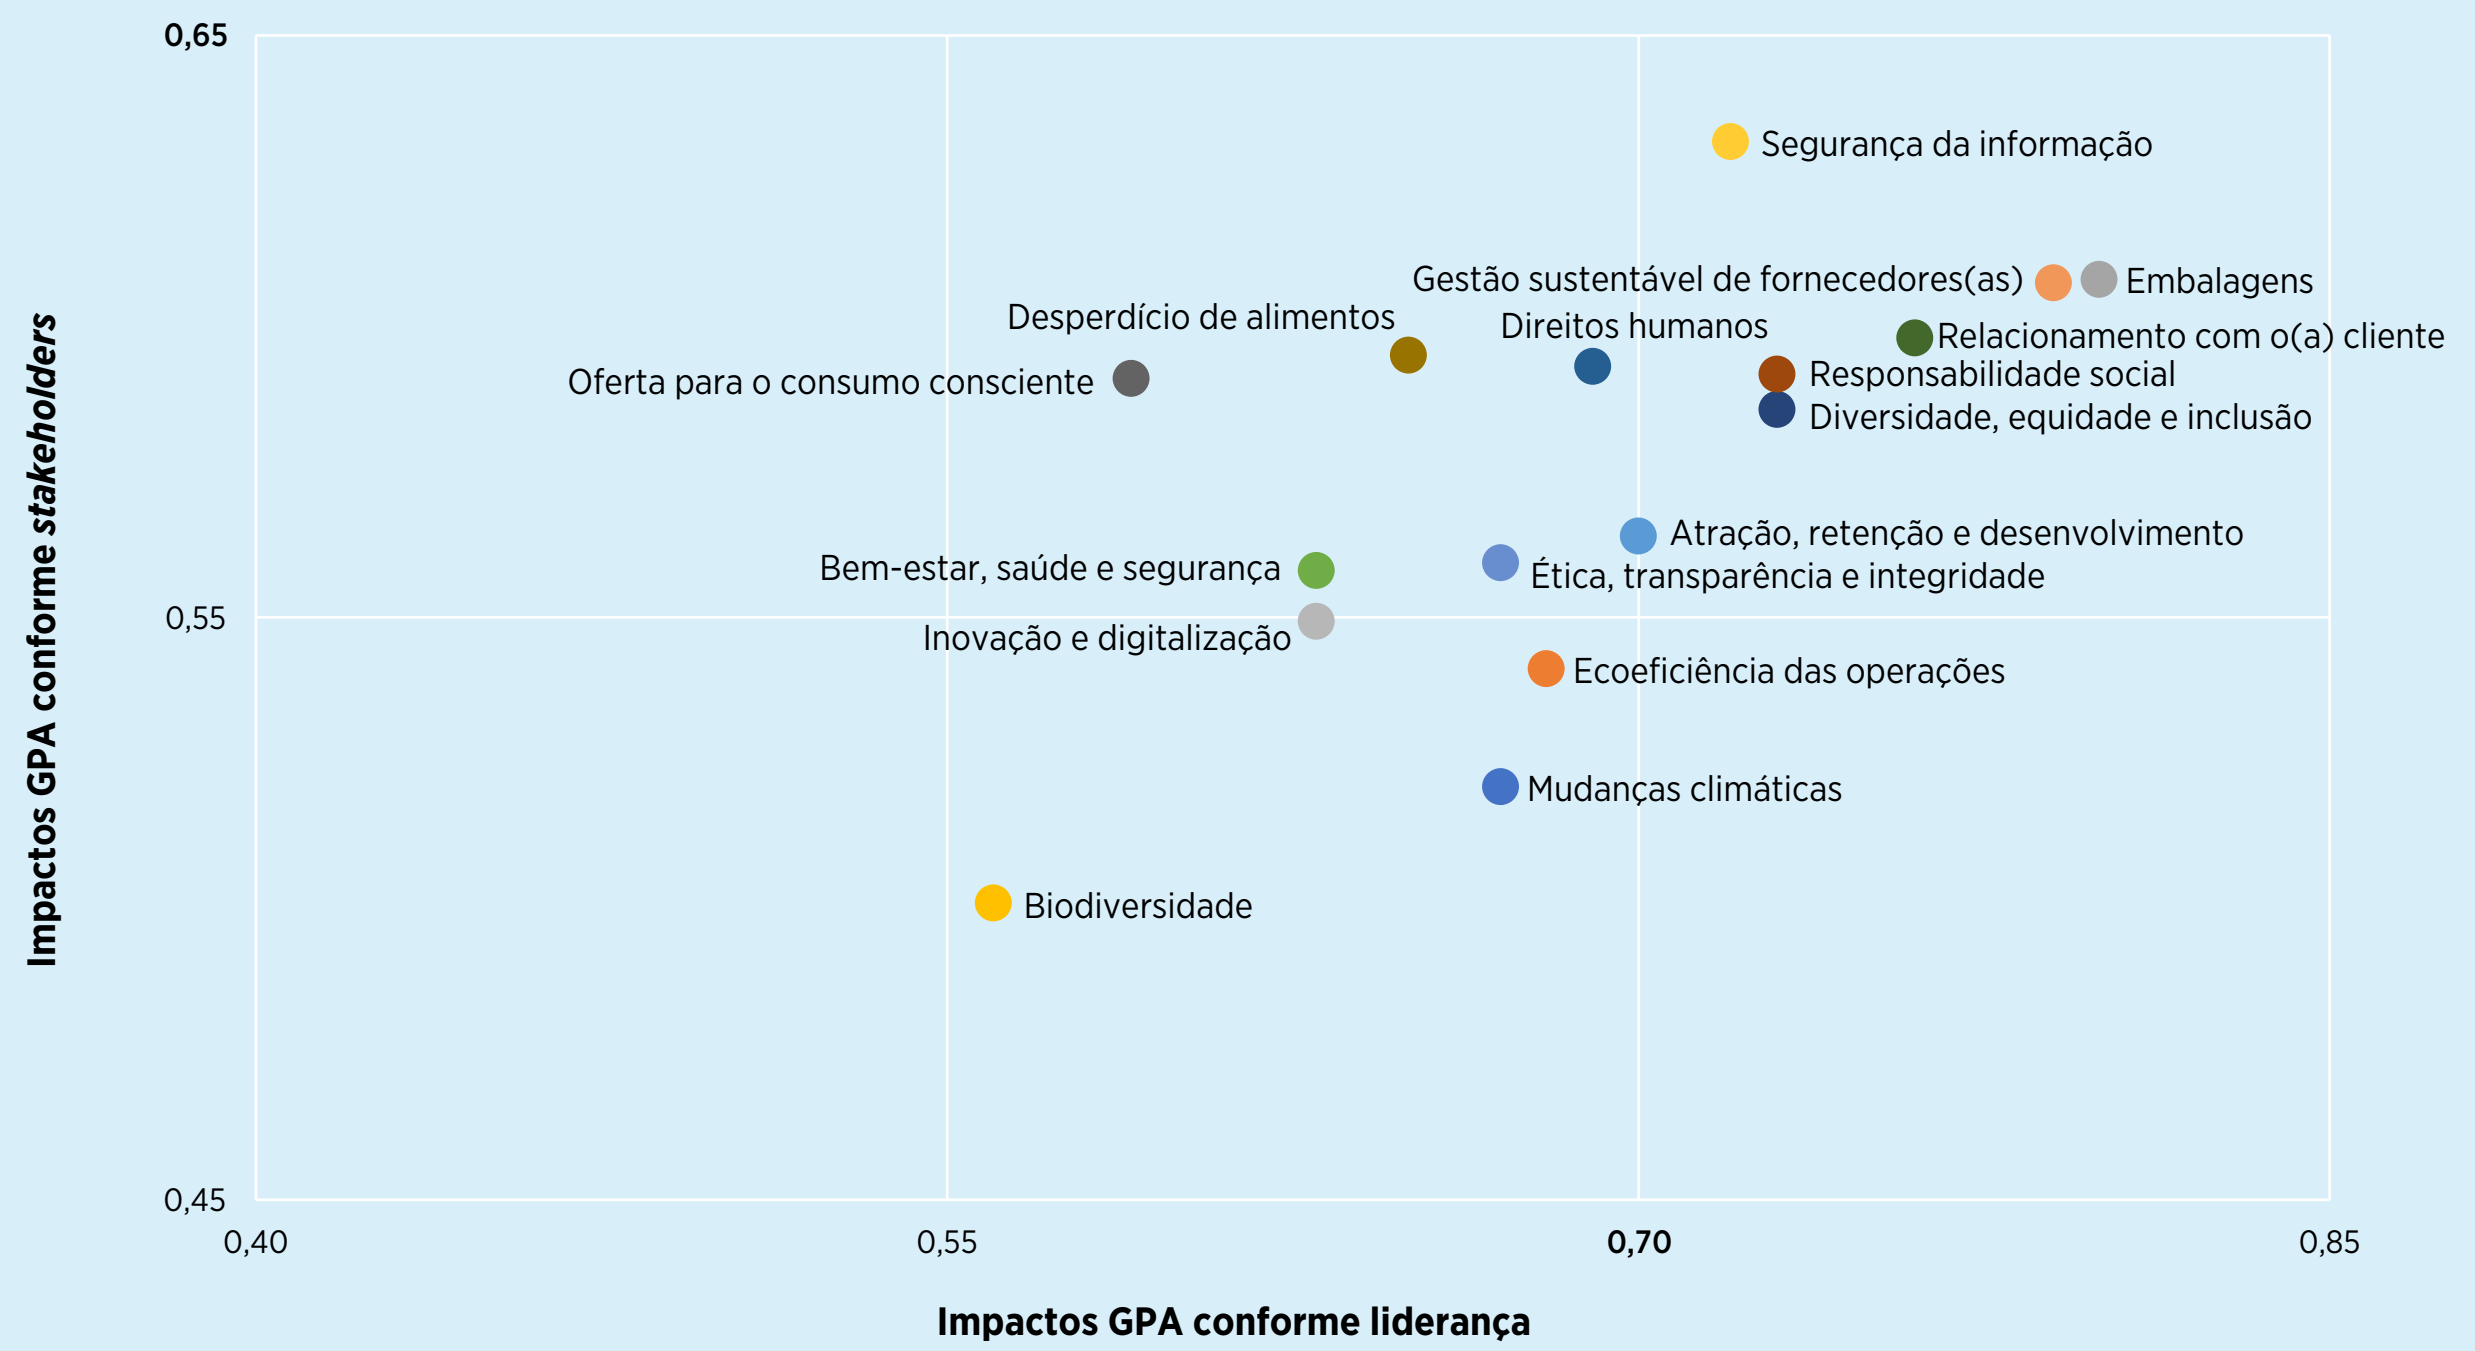 0,65
Segurança da informação
Gestão sustentável de fornecedores(as)
Embalagens
Desperdício de alimentos
Direitos humanos
Relacionamento com o(a) cliente
Oferta para o consumo consciente
Responsabilidade social
Diversidade, equidade e inclusão
Atração, retenção e desenvolvimento
Bem-estar, saúde e segurança
Ética, transparência e integridade
0,55
Inovação e digitalização
Ecoeficiência das operações
Mudanças climáticas
Biodiversidade
Impactos GPA conforme stakeholders
0,45
0,40
0,55
0,70
0,85
Impactos GPA conforme liderança